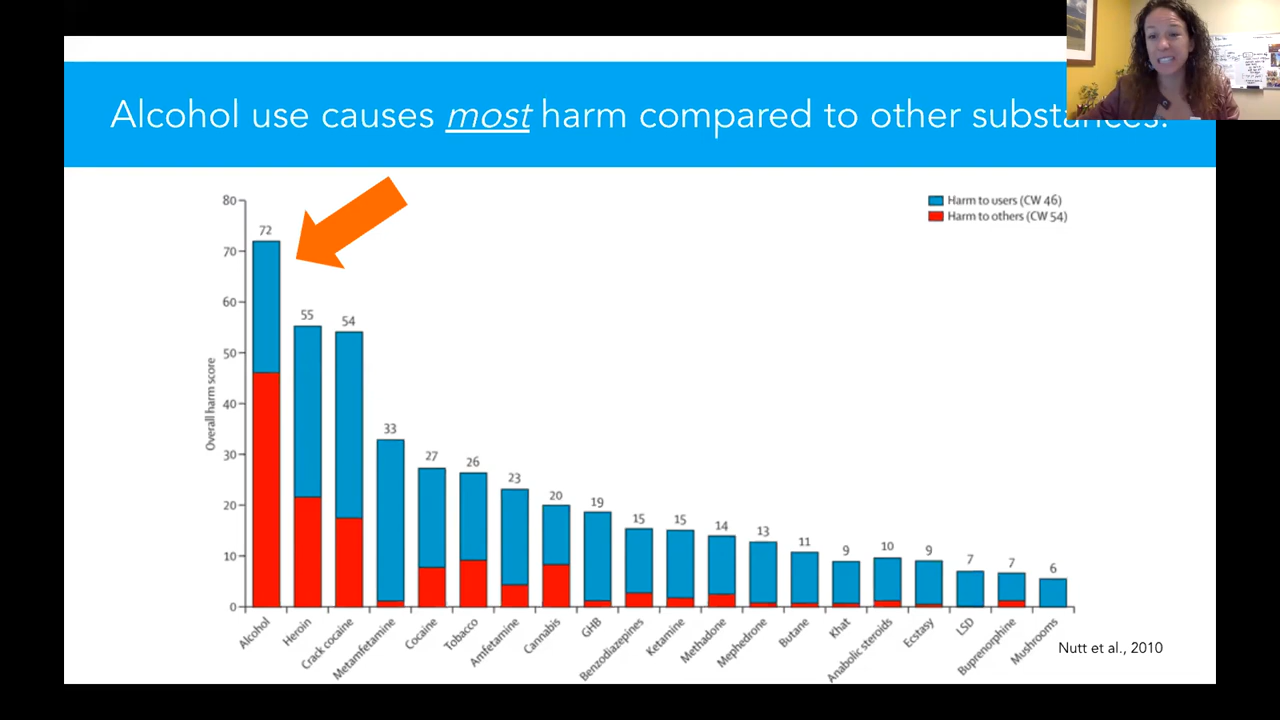 Alcohol use causes most harm compared to other substances.
80
70
60
50
40
30
20
10
0
Overall harm score
Harm to users (CW 46)
Harm to others (CW 54)
72
55
54
33
27
26
23
20
19
15
15
14
13
11
9
10
9
7
7
6
Alcohol
Heroin
Crack cocaine
Metamfetamine
Cocaine
Tobacco
Amfetamine
Cannabis
GHB
Benzodiazepines
Ketamine
Methadone
Mephedrone
Butane
Khat
Anabolic steroids
Ecstasy
LSD
Buprenorphine
Mushrooms
Nutt et al., 2010